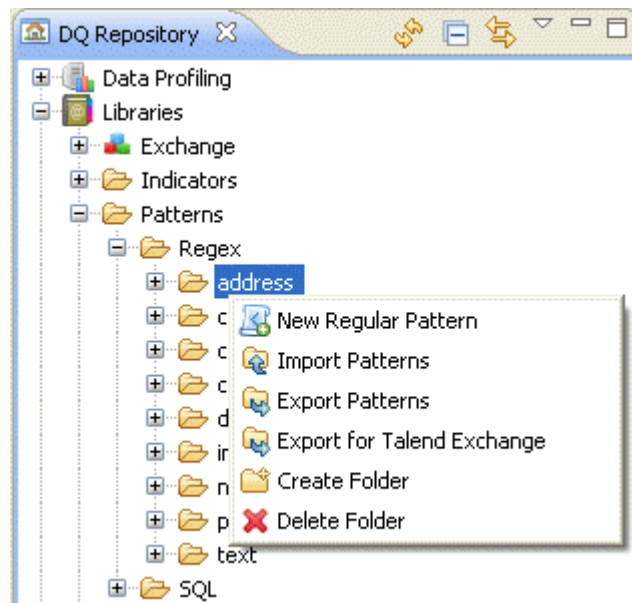 DQ Repository
Data Profiling
Libraries
Exchange
Indicators
Patterns
Regex
address
c
New Regular Pattern
c
Import Patterns
c
Export Patterns
d
Export for Talend Exchange
in
n
Create Folder
p
Delete Folder
text
SQL